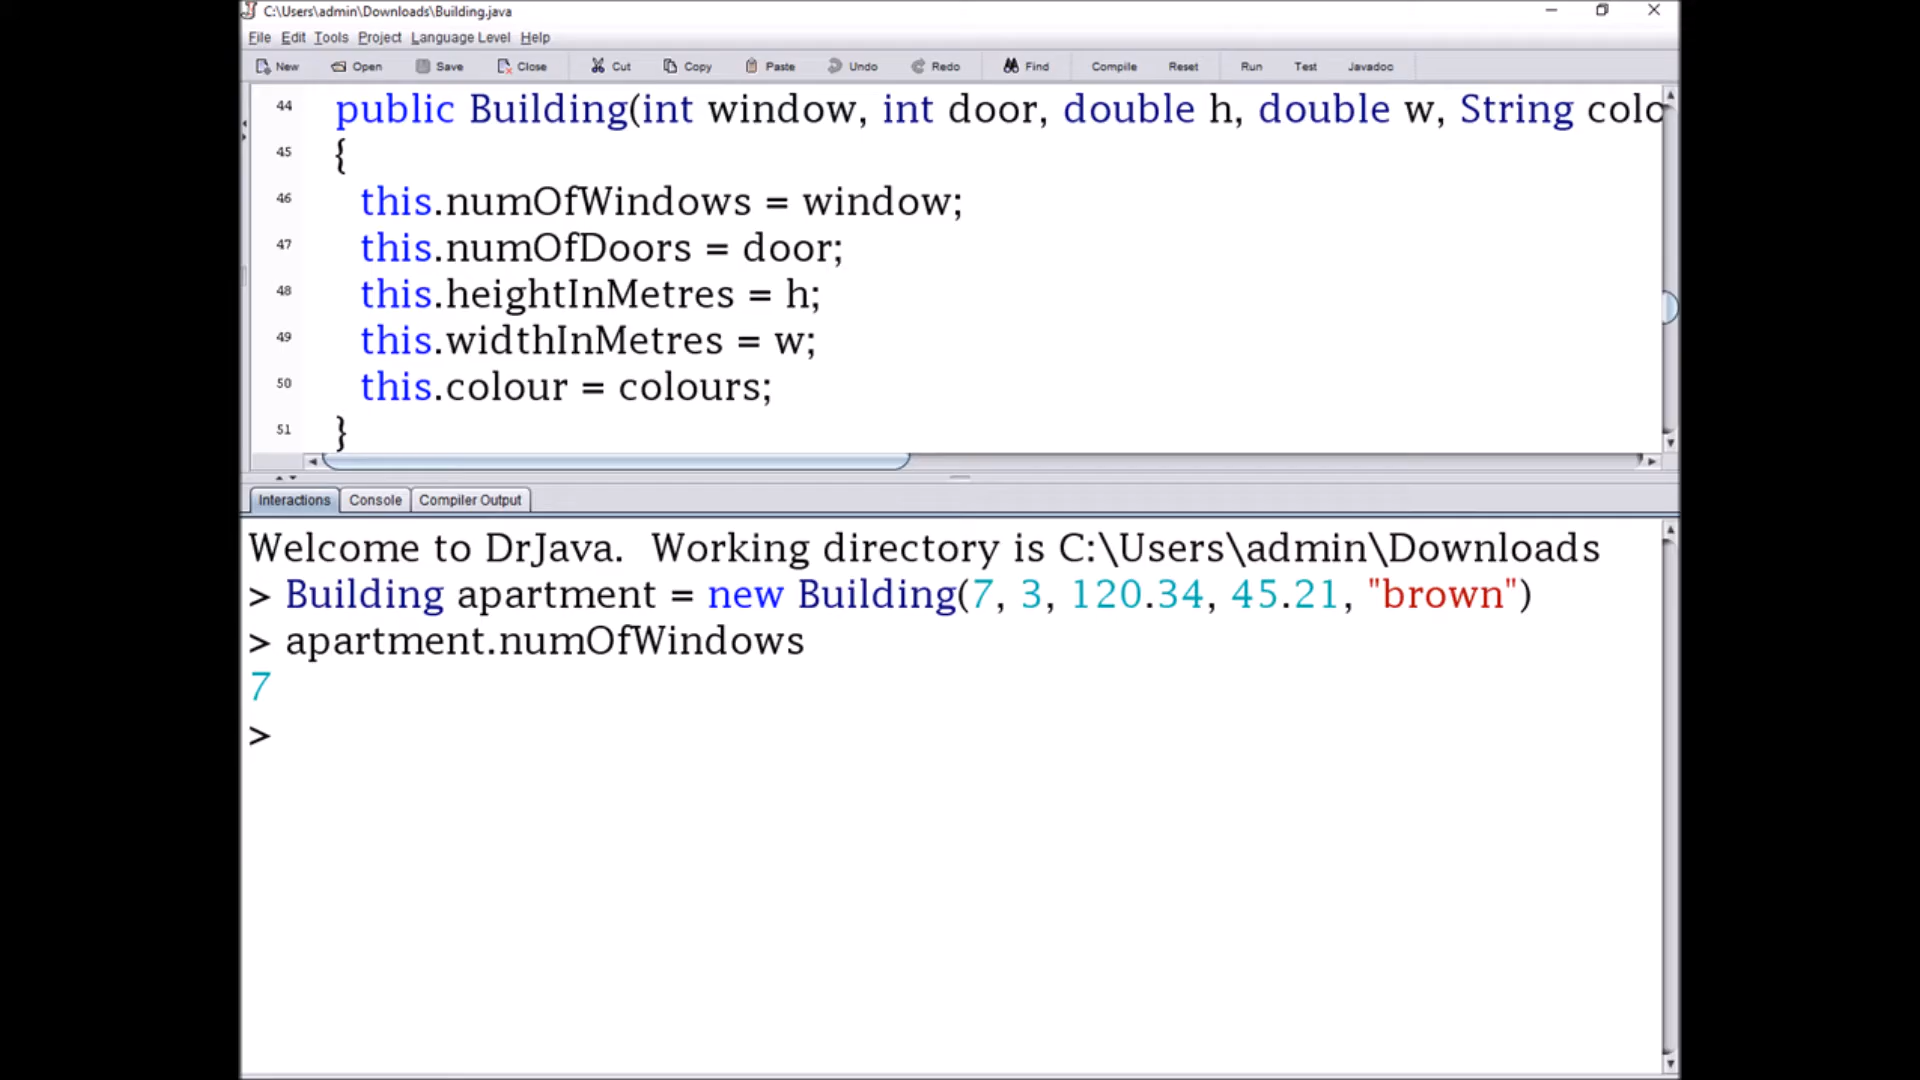 C:\Users\admin\Downloads\Building.java
File Edit Tools Project Language Level Help
New Open Save Close Cut Copy Paste Undo Redo Find Compile Reset Run Test Javadoc
44 public Building(int window, int door, double h, double w, String colo
45 {
46 this.numOfWindows = window;
47 this.numOfDoors = door;
48 this.heightInMetres = h;
49 this.widthInMetres = w;
50 this.colour = colours;
51 }
Interactions Console Compiler Output
Welcome to DrJava.  Working directory is C:\Users\admin\Downloads
> Building apartment = new Building(7, 3, 120.34, 45.21, "brown")
> apartment.numOfWindows
7
>